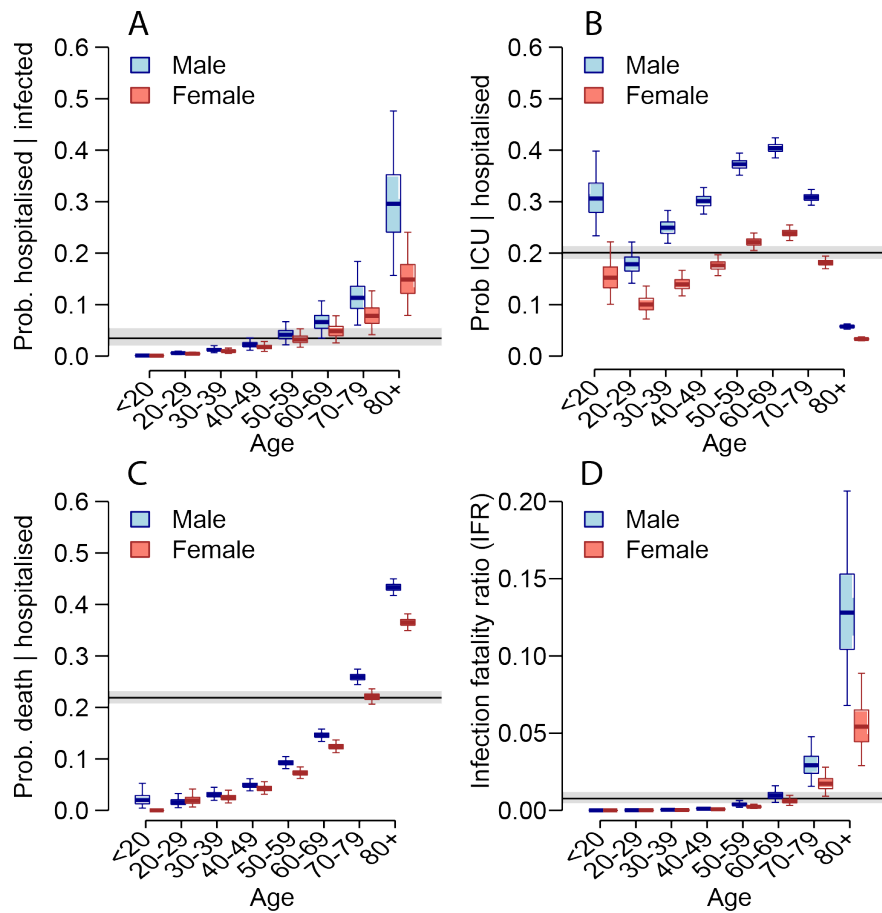 A
Prob. hospitalised | infected
0.6
0.5
0.4
0.3
0.2
0.1
0.0
Male
Female
<20
20-29
30-39
40-49
50-59
60-69
70-79
80+
Age
B
Prob ICU | hospitalised
0.6
0.5
0.4
0.3
0.2
0.1
0.0
Male
Female
<20
20-29
30-39
40-49
50-59
60-69
70-79
80+
Age
C
Prob. death | hospitalised
0.6
0.5
0.4
0.3
0.2
0.1
0.0
Male
Female
<20
20-29
30-39
40-49
50-59
60-69
70-79
80+
Age
D
Infection fatality ratio (IFR)
0.20
0.15
0.10
0.05
0.00
Male
Female
<20
20-29
30-39
40-49
50-59
60-69
70-79
80+
Age